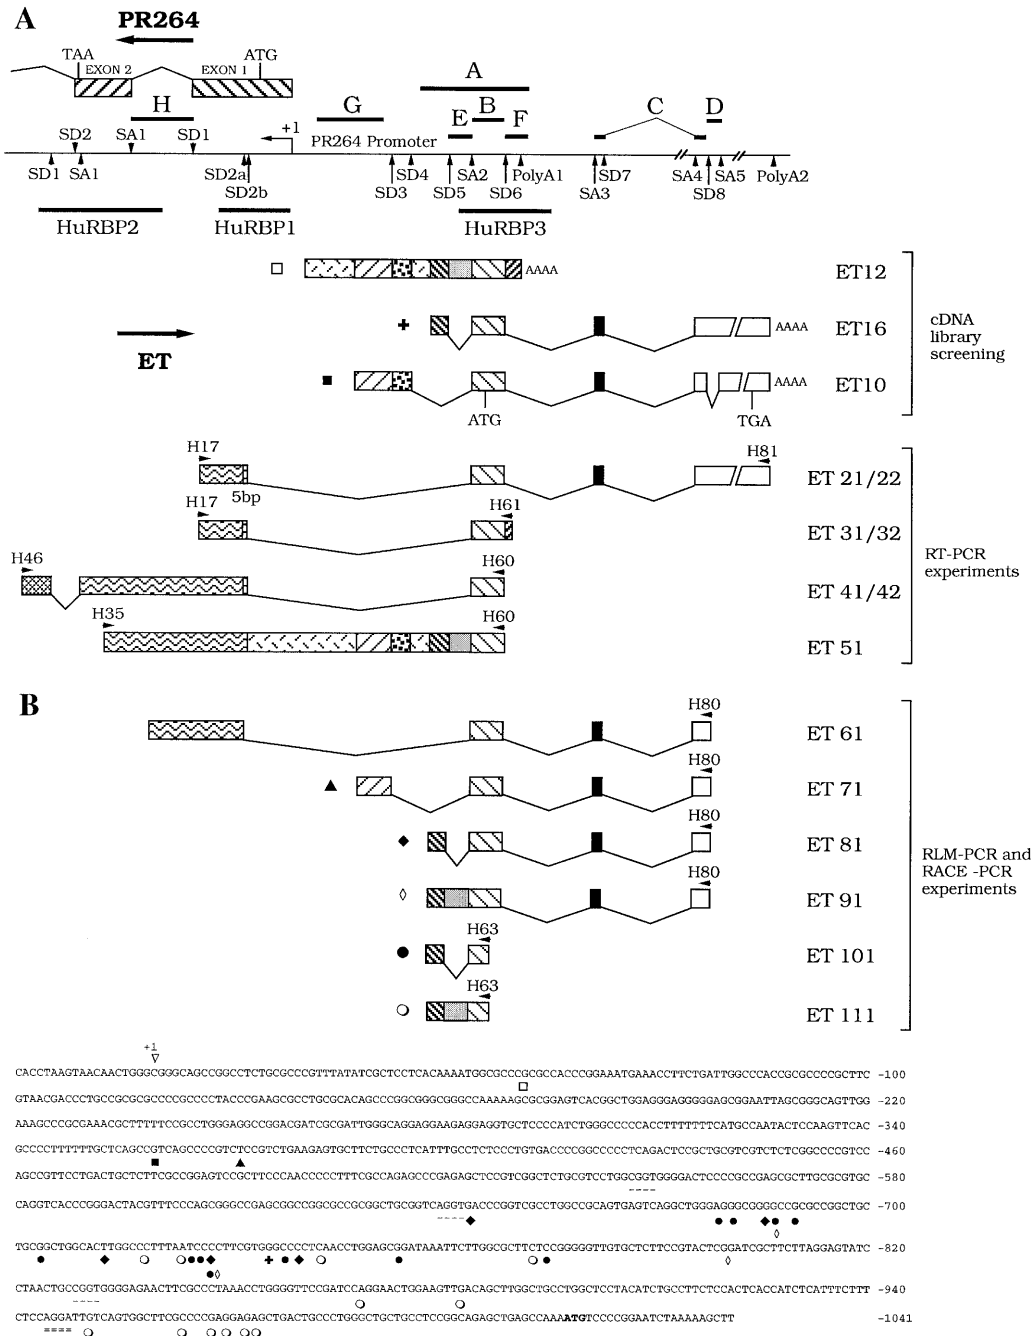 A
PR264
TAA
EXON 2
EXON 1
ATG
A
H
G
E
B
F
C
D
SD2
SA1
SD1
+1
PR264 Promoter
SD1
SA1
SD2a
SD2b
SD3
SD4
SD5
SA2
SD6
PolyA1
SA3
SD7
SA4
SD8
SA5
PolyA2
HuRBP2
HuRBP1
HuRBP3
AAAA
ET12
ET
AAAA
ET16
cDNA
library
screening
AAAA
ET10
ATG
TGA
H17
H81
5bp
ET 21/22
H17
H61
ET 31/32
RT-PCR
experiments
H46
H60
ET 41/42
H35
H60
ET 51
B
H80
ET 61
H80
ET 71
H80
ET 81
RLM-PCR and
RACE -PCR
experiments
H80
ET 91
H63
ET 101
H63
ET 111
+1
CACCTAAGTAACAACTGGGCGGGCAGCCGGCCTCTGCGCCCGTTTATATCGCTCCTCACAAAATGGCGCCCGCGCCACCCGGAAATGAAACCTTCTGATTGGCCCACCGCGCCCCGCTTC -100
GTAACGACCCTGCCGCGCGCCCCGCCCCTACCCGAAGCGCCTGCGCACAGCCCGGCGGGCGGGCCAAAAAGCGCGGAGTCACGGCTGGAGGGAGGGGGAGCGGAATTAGCGGGCAGTTGG -220
AAAGCCCGCGAAACGCTTTTTCCGCCTGGGAGGCCGGACGATCGCGATTGGGCAGGAGGAAGAGGAGGTGCTCCCCATCTGGGCCCCCACCTTTTTTTCATGCCAATACTCCAAGTTCAC -340
GCCCCTTTTTTGCTCAGCCGTCAGCCCCGTCTCCGTCTGAAGAGTGCTTCTGCCCTCATTTGCCTCTCCCTGTGACCCCGGCCCCCTCAGACTCCGCTGCGTCGTCTCTCGGCCCCGTCC -460
AGCCGTTCCTGACTGCTCTTCGCCGGAGTCCGCTTCCCAACCCCCTTTCGCCAGAGCCCGAGAGCTCCGTCGGCTCTGCGTCCTGGCGGTGGGGACTCCCCGCCGAGCGCTTGCGCGTGC -580
CAGGTCACCCGGGACTACGTTTCCCAGCGGGCCGAGCGGCCGGCGCCGCGGCTGCGGTCAGGTGACGGGCCTGGCCGCAGTGAGTCAGGCTGGGAGGGCGGGGCCGCGCCGGCTGCCCGC -700
TGCGGCTGGCACTTGGCCCTTTAATCCCCTTCGTGGGCCCCTCAACCTGGAGCGGATAAATTCTTGGCGCTTCTCCGGGGGTTGTGCTCTTCCGTACTCGGATCGCTTCTTAGGAGTATC -820
CTAACTGCCGGTGGGGAGAACTTCGCCCTAAACCTGGGGTTCCGATCCAGGAACTGGAAGTTGACAGCTTGGCTGCCTGGCTCCTAACATCTGCCTTCTCCACTCACCATCTCATTTCTTT -940
CTCCAGGATTGTCAGTGGCTTCGCCCGAGGAGAGCTGACTGCCCTGGGCTGCTGCCTCCGGCAGAGCTGAGCCAAAATGTCCCCGGAATCTAAAAAGCTT -1041